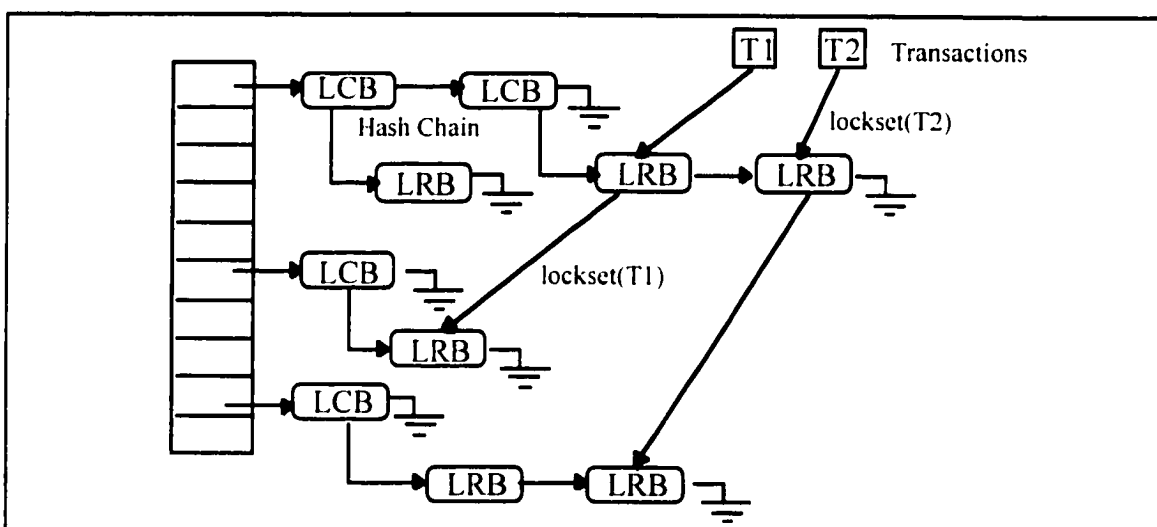 T1 T2 Transactions
LCB LCB
Hash Chain
lockset(T2)
LRB LRB LRB
LCB
lockset(T1)
LRB
LCB
LRB LRB